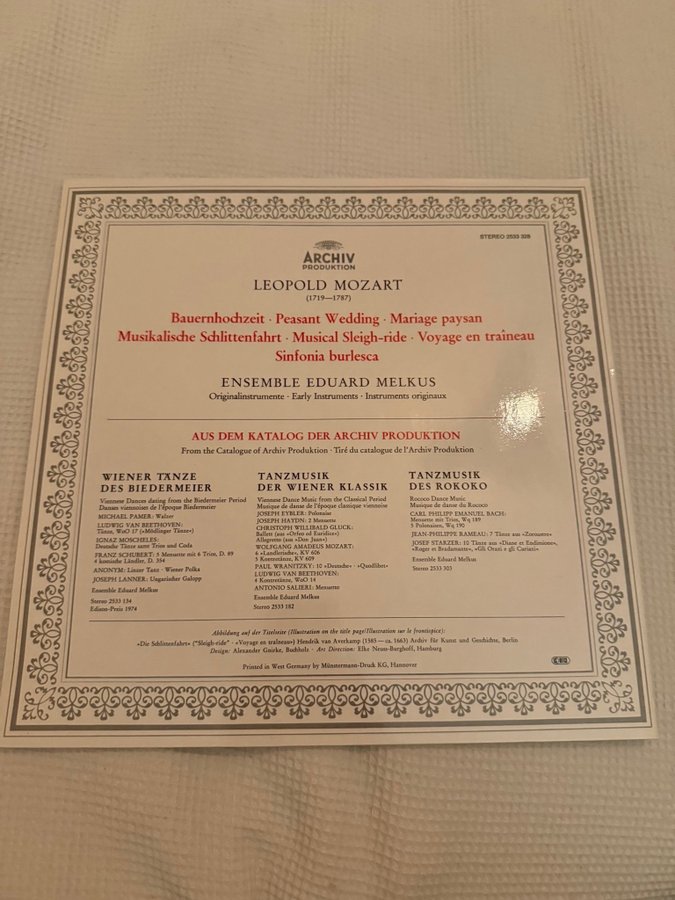 STEREO 2533 328
ARCHIV
PRODUKTION
LEOPOLD MOZART
(1719—1787)
Bauernhochzeit · Peasant Wedding · Mariage paysan
Musikalische Schlittenfahrt · Musical Sleigh-ride · Voyage en traîneau
Sinfonia burlesca
ENSEMBLE EDUARD MELKUS
Originalinstrumente · Early Instruments · Instruments originaux
AUS DEM KATALOG DER ARCHIV PRODUKTION
From the Catalogue of Archiv Produktion · Tiré du catalogue de l'Archiv Produktion
WIENER TÄNZE
DES BIEDERMEIER
Viennese Dances dating from the Biedermeier Period
Danses viennoises de l'époque Biedermeier
MICHAEL PAMER: Walzer
LUDWIG VAN BEETHOVEN:
Tänze, WoO 17 (»Mödlinger Tänze«)
IGNAZ MOSCHELES:
Deutsche Tänze samt Trios und Coda
FRANZ SCHUBERT: 5 Menuette mit 6 Trios, D. 89
4 komische Ländler, D. 354
ANONYM: Linzer Tanz · Wiener Polka
JOSEPH LANNER: Ungarischer Galopp
Ensemble Eduard Melkus
Stereo 2533 134
Edison-Preis 1974
TANZMUSIK
DER WIENER KLASSIK
Viennese Dance Music from the Classical Period
Musique de danse de l'époque classique viennoise
JOSEPH EYBLER: Polonaise
JOSEPH HAYDN: 2 Menuette
CHRISTOPH WILLIBALD GLUCK:
Ballett (aus »Orfeo ed Euridice«)
Allegretto (aus »Don Juan«)
WOLFGANG AMADEUS MOZART:
6 »Landlerische«, KV 606
5 Kontretänze, KV 609
PAUL WRANITZKY: 10 »Deutsche« · »Quodlibet«
LUDWIG VAN BEETHOVEN:
4 Kontretänze, WoO 14
ANTONIO SALIERI: Menuetto
Ensemble Eduard Melkus
Stereo 2533 182
TANZMUSIK
DES ROKOKO
Rococo Dance Music
Musique de danse du Rococo
CARL PHILIPP EMANUEL BACH:
Menuette mit Trios, Wq 189
5 Polonaisen, Wq 190
JEAN-PHILIPPE RAMEAU: 7 Tänze aus »Zoroastre«
JOSEF STARZER: 10 Tänze aus »Diane et Endimione«,
»Roger et Bradamante«, »Gli Orazi e gli Curiati«
Ensemble Eduard Melkus
Stereo 2533 303
Abbildung auf der Titelseite (Illustration on the title page/Illustration sur le frontispice):
»Die Schlittenfahrt« ("Sleigh-ride" · «Voyage en traîneau») Hendrik van Averkamp (1585 — ca. 1663) Archiv für Kunst und Geschichte, Berlin
Design: Alexander Gnirke, Buchholz · Art Direction: Elke Neuss-Burghoff, Hamburg
Printed in West Germany by Münstermann-Druck KG, Hannover